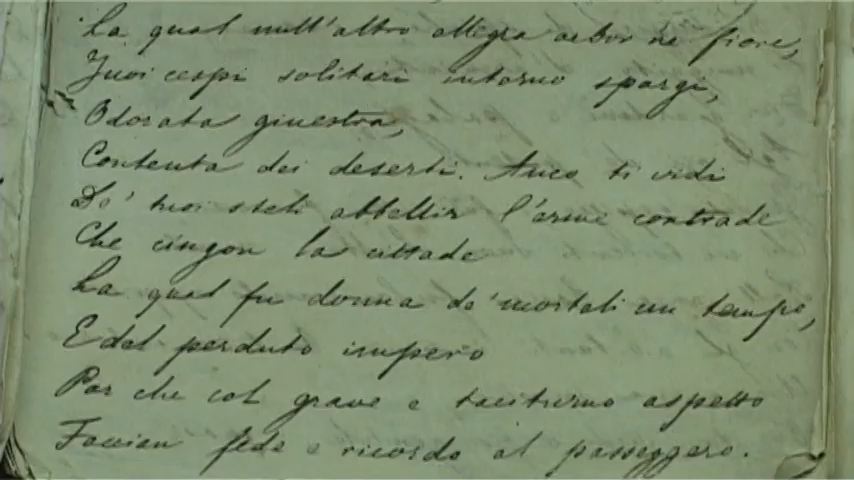 La qual null'altro allegra arbor nè fiore,
Tuoi cespi solitari intorno spargi,
Odorata ginestra,
Contenta dei deserti. Anco ti vidi
De' tuoi steli abbellir l'erme contrade
Che cingon la cittade
La qual fu donna de' mortali un tempo,
E del perduto impero
Par che col grave e taciturno aspetto
Faccian fede e ricordo al passeggero.